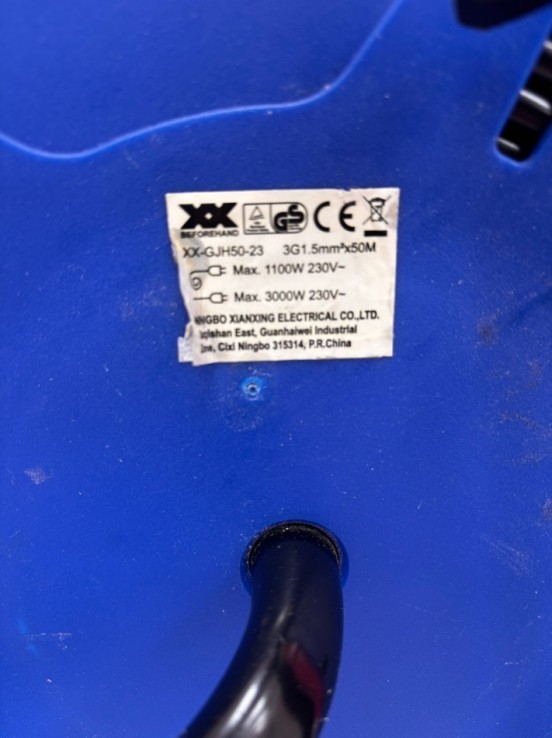 XX
BEFOREHAND
GS
CE
XX-GJH50-23 3G1.5mm²x50M
Max. 1100W 230V~
Max. 3000W 230V~
NINGBO XIANXING ELECTRICAL CO.,LTD.
East, Guanhaiwei Industrial
Cixi Ningbo 315314, P.R.China